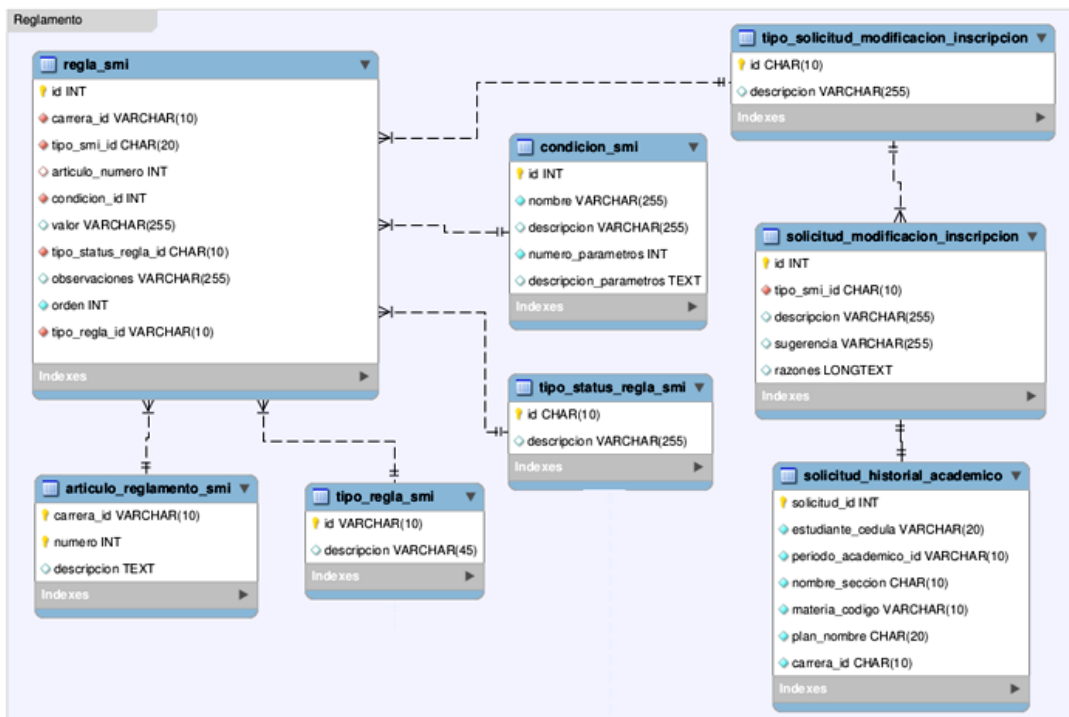 Reglamento
regla_smi
id INT
carrera_id VARCHAR(10)
tipo_smi_id CHAR(20)
articulo_numero INT
condicion_id INT
valor VARCHAR(255)
tipo_status_regla_id CHAR(10)
observaciones VARCHAR(255)
orden INT
tipo_regla_id VARCHAR(10)
Indexes
tipo_solicitud_modificacion_inscripcion
id CHAR(10)
descripcion VARCHAR(255)
Indexes
condicion_smi
id INT
nombre VARCHAR(255)
descripcion VARCHAR(255)
numero_parametros INT
descripcion_parametros TEXT
Indexes
solicitud_modificacion_inscripcion
id INT
tipo_smi_id CHAR(10)
descripcion VARCHAR(255)
sugerencia VARCHAR(255)
razones LONGTEXT
Indexes
tipo_status_regla_smi
id CHAR(10)
descripcion VARCHAR(255)
Indexes
articulo_reglamento_smi
carrera_id VARCHAR(10)
numero INT
descripcion TEXT
Indexes
tipo_regla_smi
id VARCHAR(10)
descripcion VARCHAR(45)
Indexes
solicitud_historial_academico
solicitud_id INT
estudiante_cedula VARCHAR(20)
periodo_academico_id VARCHAR(10)
nombre_seccion CHAR(10)
materia_codigo VARCHAR(10)
plan_nombre CHAR(20)
carrera_id CHAR(10)
Indexes